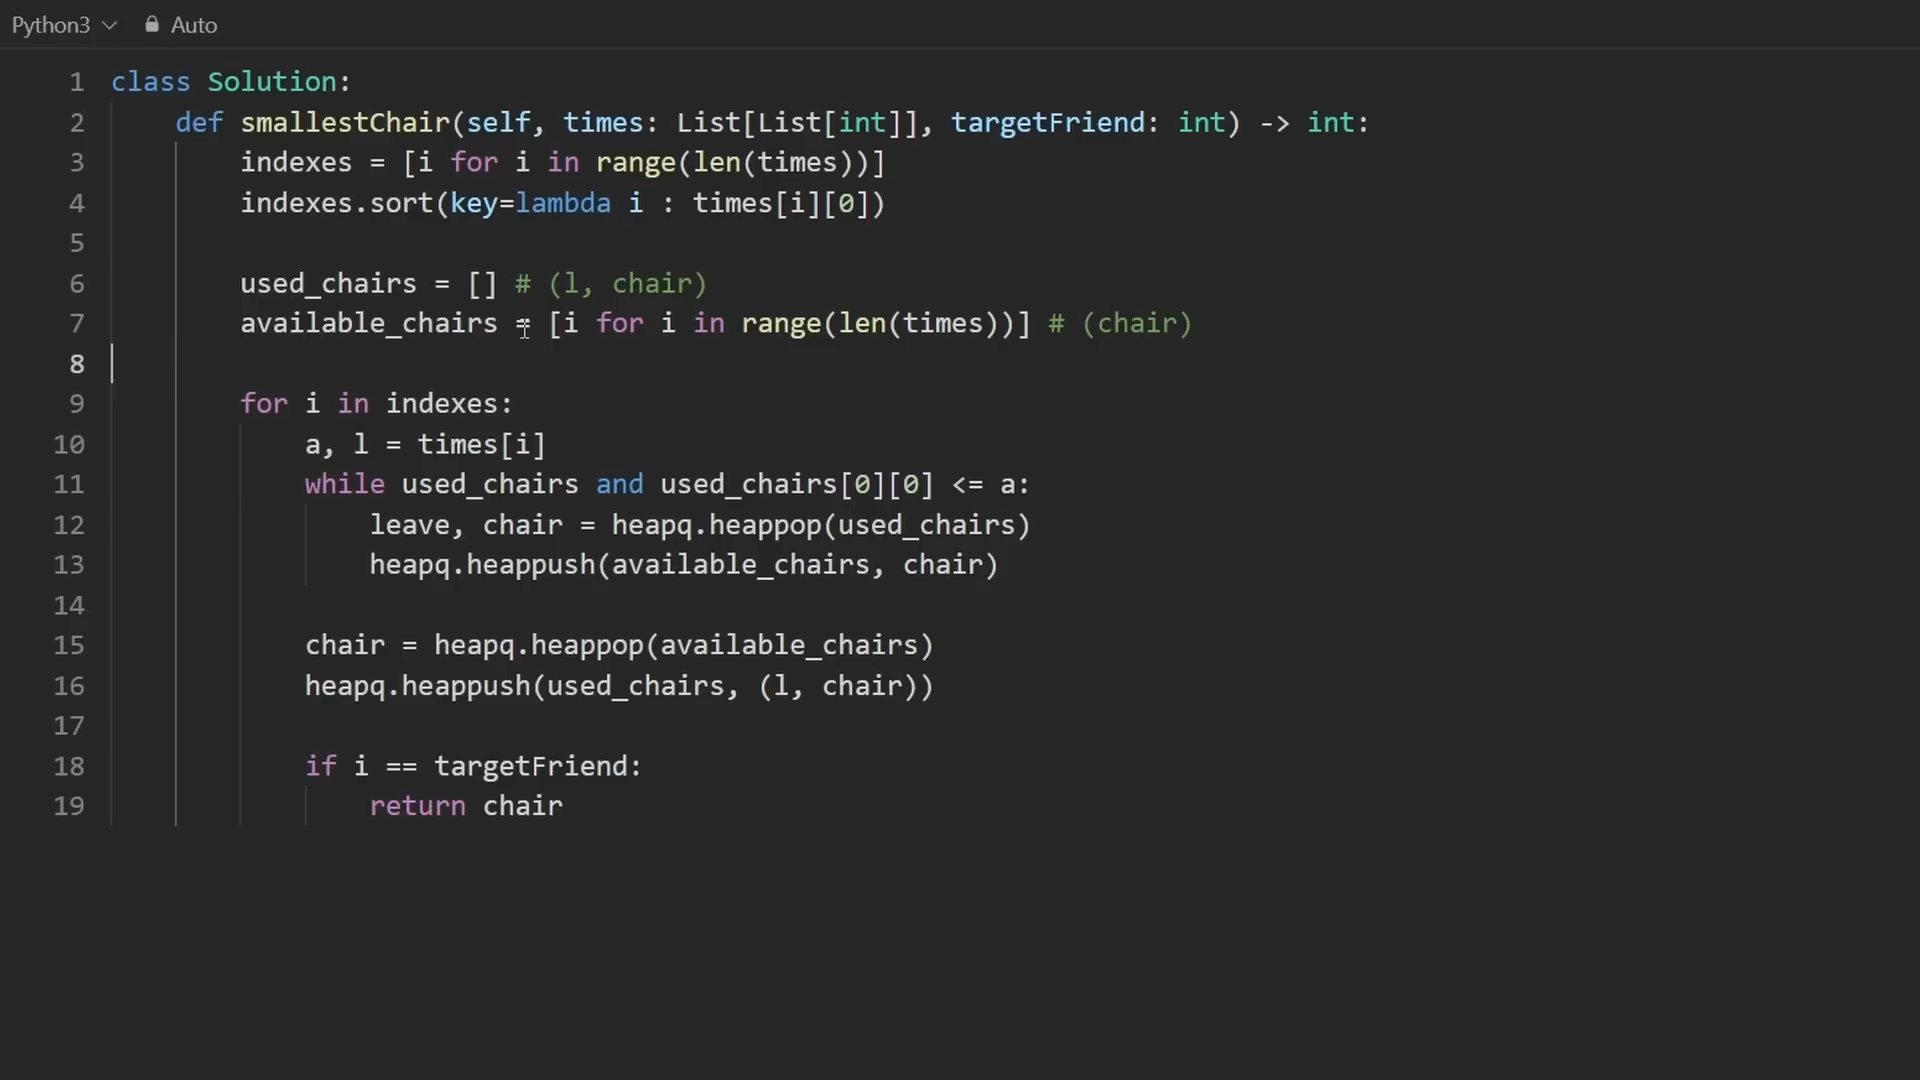 Python3 Auto
1 class Solution:
2 def smallestChair(self, times: List[List[int]], targetFriend: int) -> int:
3 indexes = [i for i in range(len(times))]
4 indexes.sort(key=lambda i : times[i][0])
5
6 used_chairs = [] # (l, chair)
7 available_chairs = [i for i in range(len(times))] # (chair)
8
9 for i in indexes:
10 a, l = times[i]
11 while used_chairs and used_chairs[0][0] <= a:
12 leave, chair = heapq.heappop(used_chairs)
13 heapq.heappush(available_chairs, chair)
14
15 chair = heapq.heappop(available_chairs)
16 heapq.heappush(used_chairs, (l, chair))
17
18 if i == targetFriend:
19 return chair